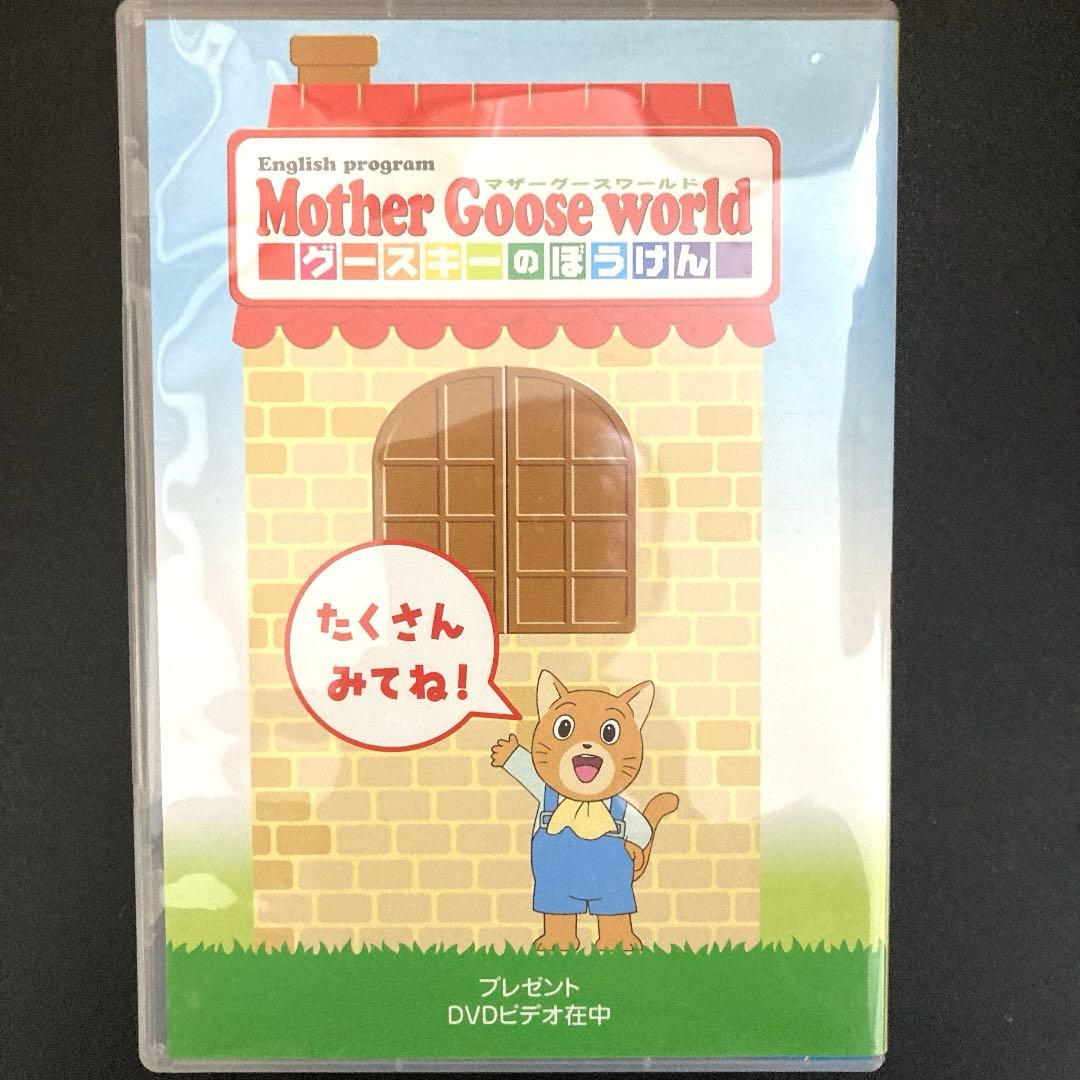 English program
マザーグースワールド
Mother Goose world
グースキーのぼうけん
たくさん
みてね!
プレゼント
DVDビデオ在中